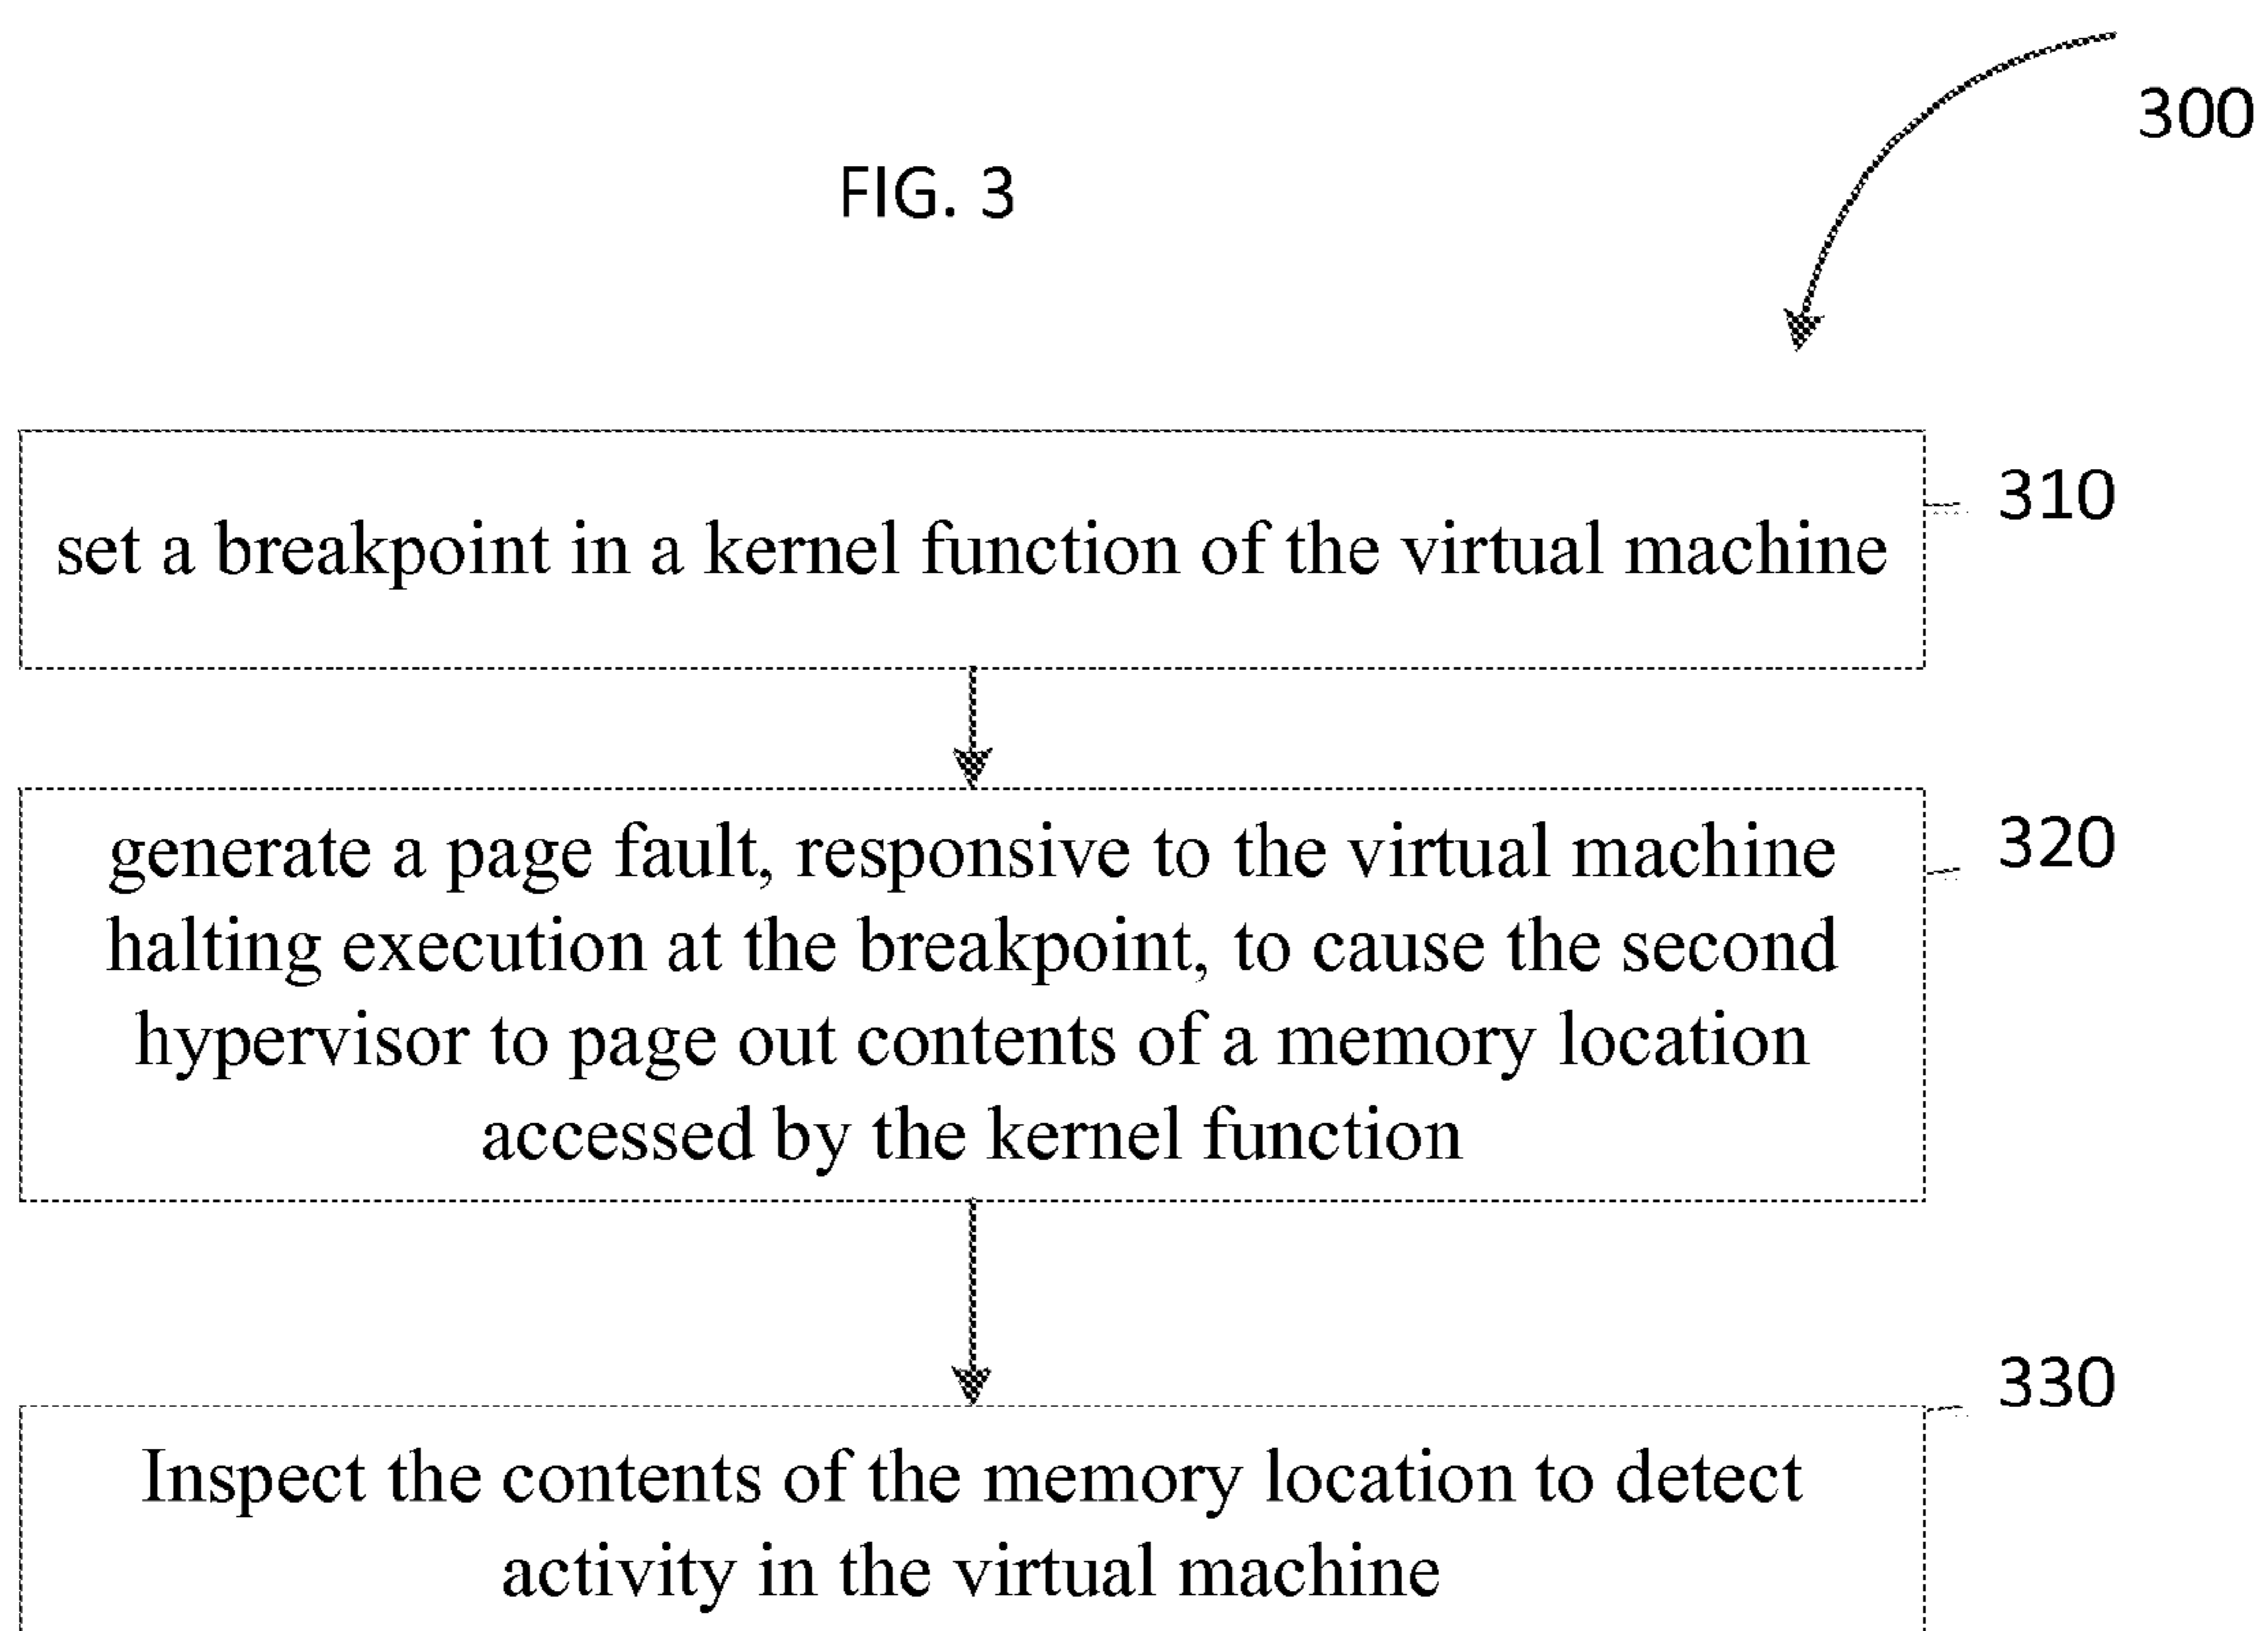 300
FIG. 3
310
set a breakpoint in a kernel function of the virtual machine
320
generate a page fault, responsive to the virtual machine
halting execution at the breakpoint, to cause the second
hypervisor to page out contents of a memory location
accessed by the kernel function
330
Inspect the contents of the memory location to detect
activity in the virtual machine